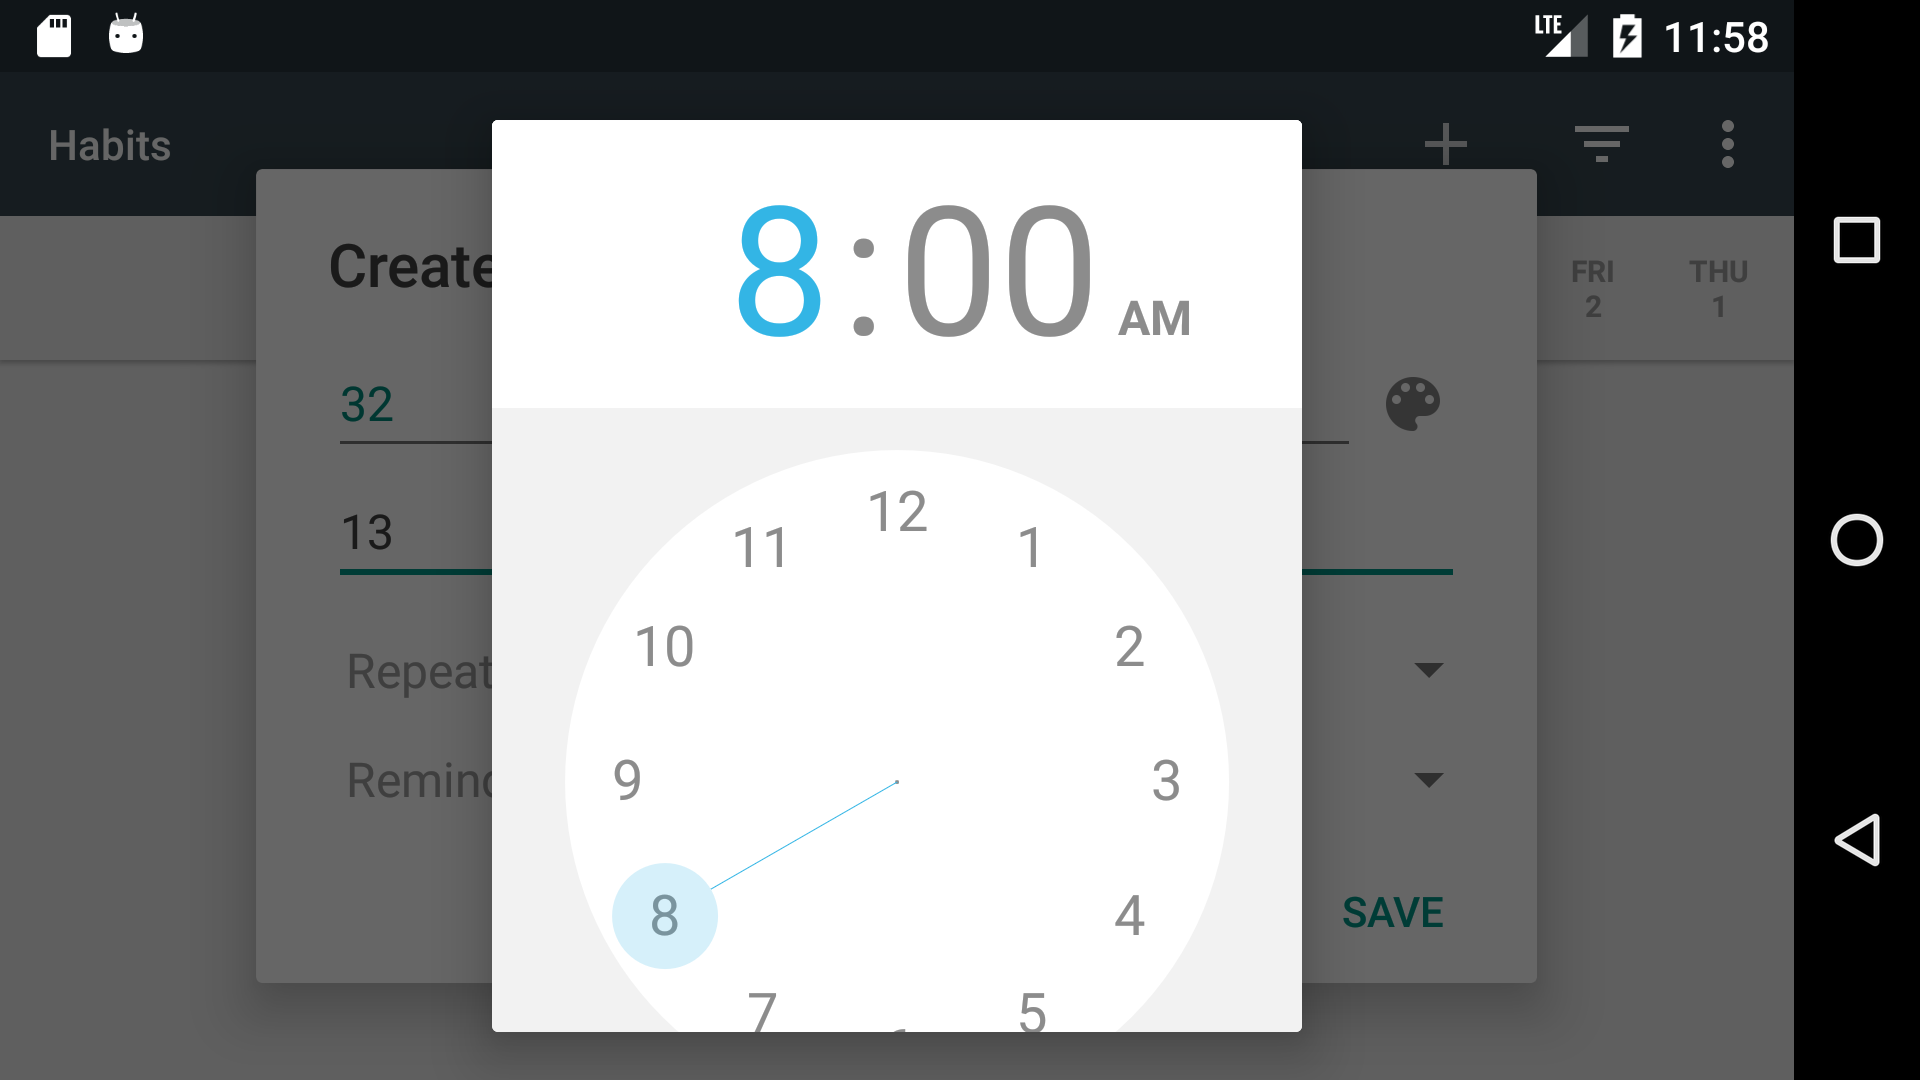 LTE 11:58
Habits
FRI THU
2 1
Create
8:00 AM
32
13
Repeat
Remind
12
11 1
10 2
9 3
8 4
7 5
SAVE